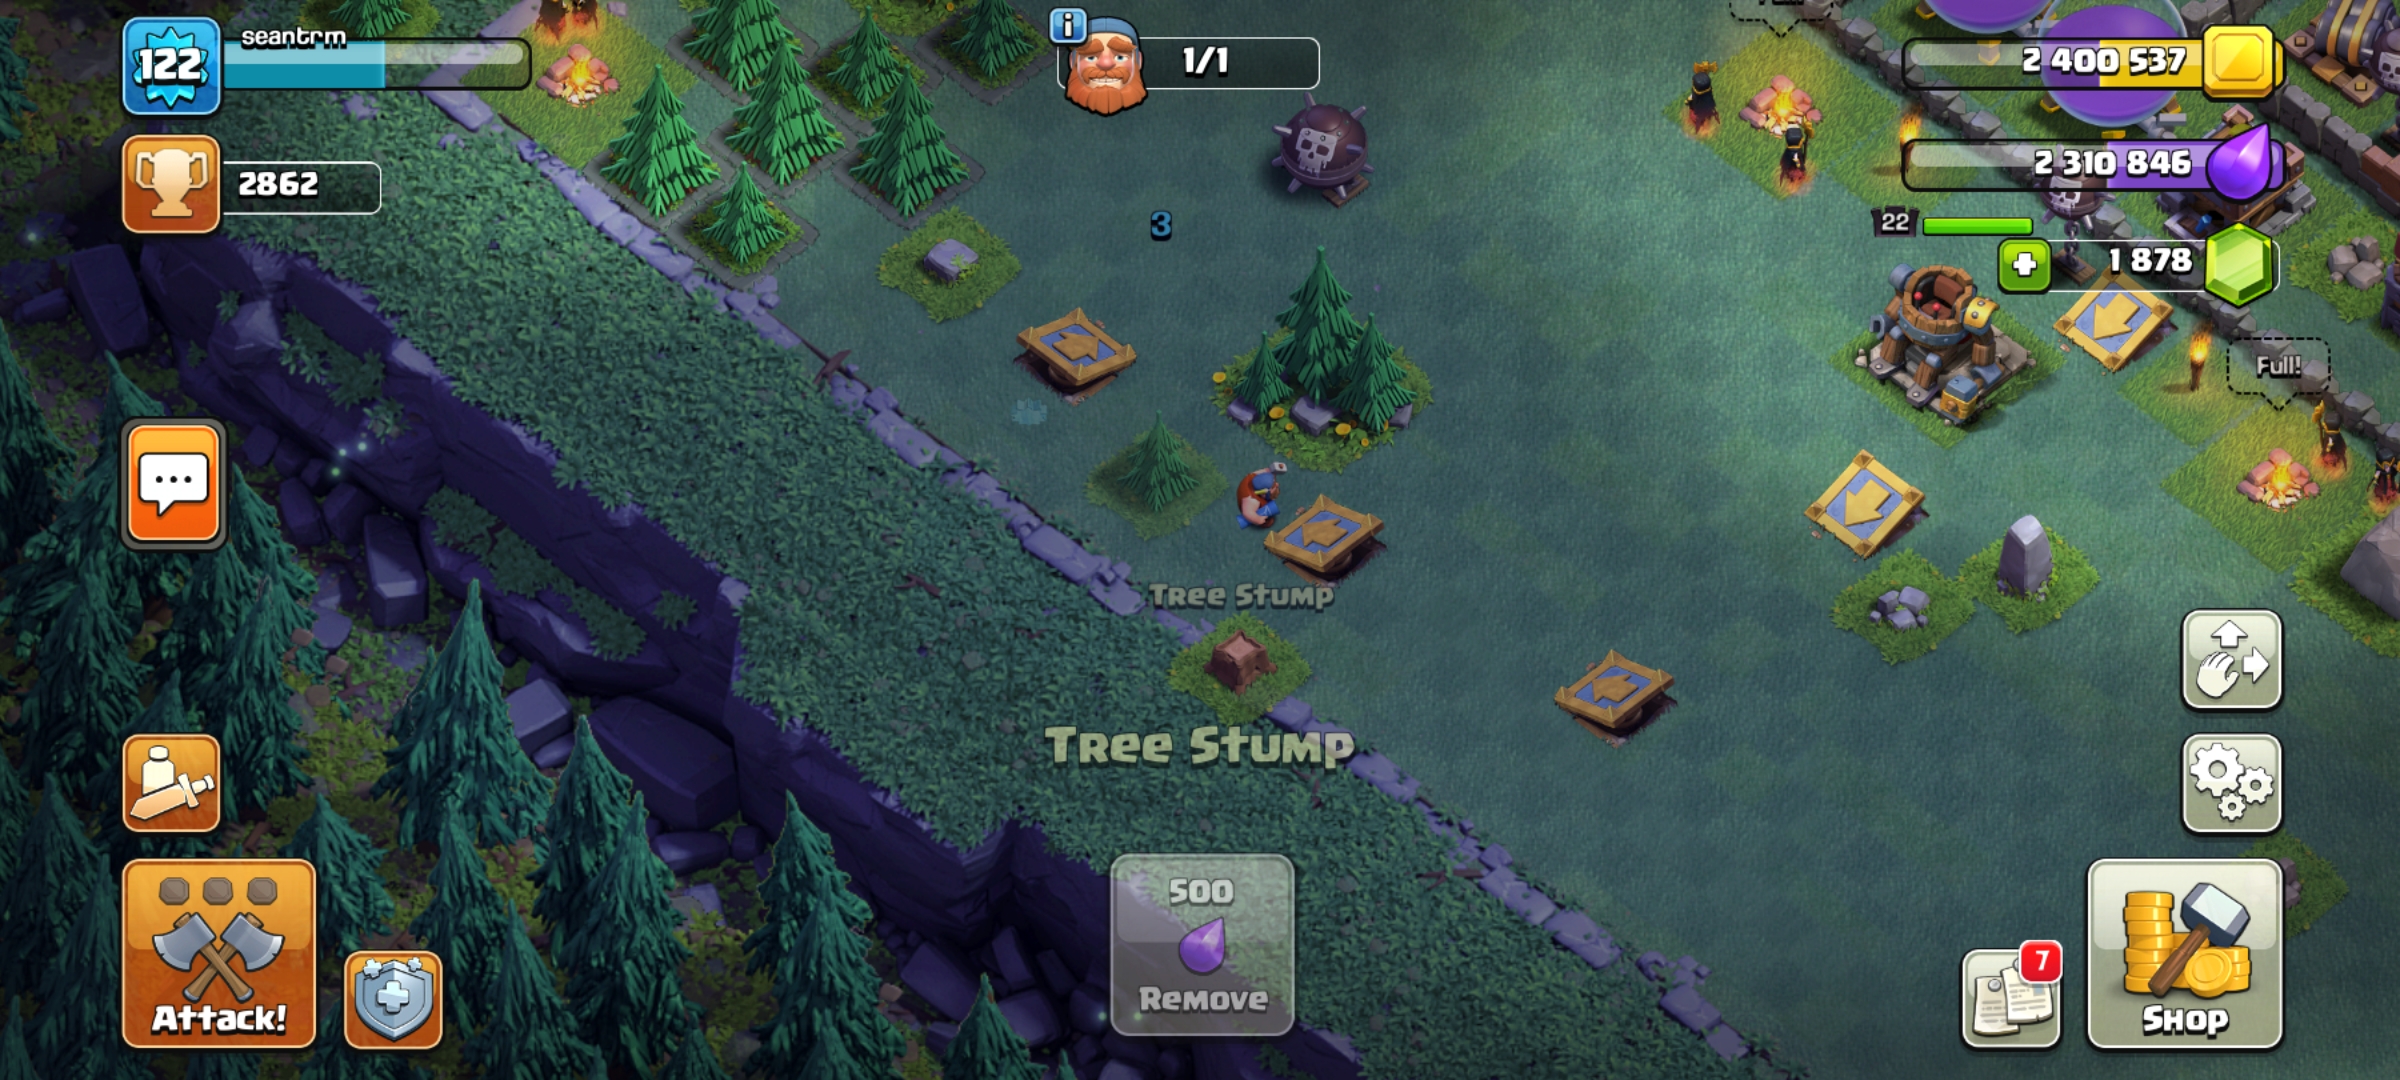 122
seantrm
1/1
2 400 537
2862
2 310 846
22
3
1 878
Full!
Tree Stump
Tree Stump
500
Remove
Attack!
7
Shop